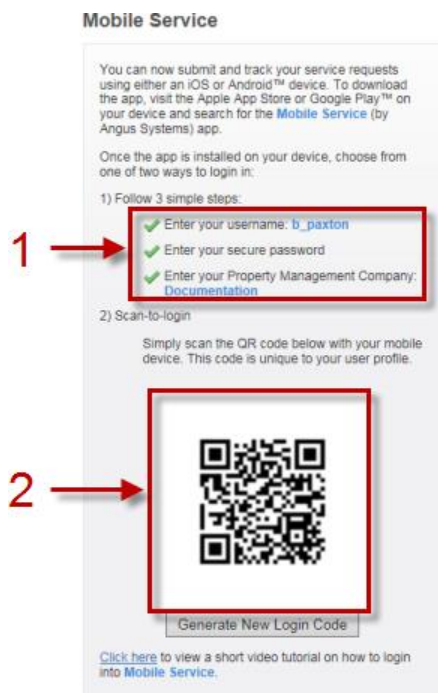 Mobile Service
You can now submit and track your service requests
using either an iOS or Android™ device. To download
the app, visit the Apple App Store or Google Play™ on
your device and search for the Mobile Service (by
Angus Systems) app.
Once the app is installed on your device, choose from
one of two ways to login in:
1) Follow 3 simple steps:
1
Enter your username: b_paxton
Enter your secure password
Enter your Property Management Company:
Documentation
2) Scan-to-login
Simply scan the QR code below with your mobile
device. This code is unique to your user profile.
2
Generate New Login Code
Click here to view a short video tutorial on how to login
into Mobile Service.